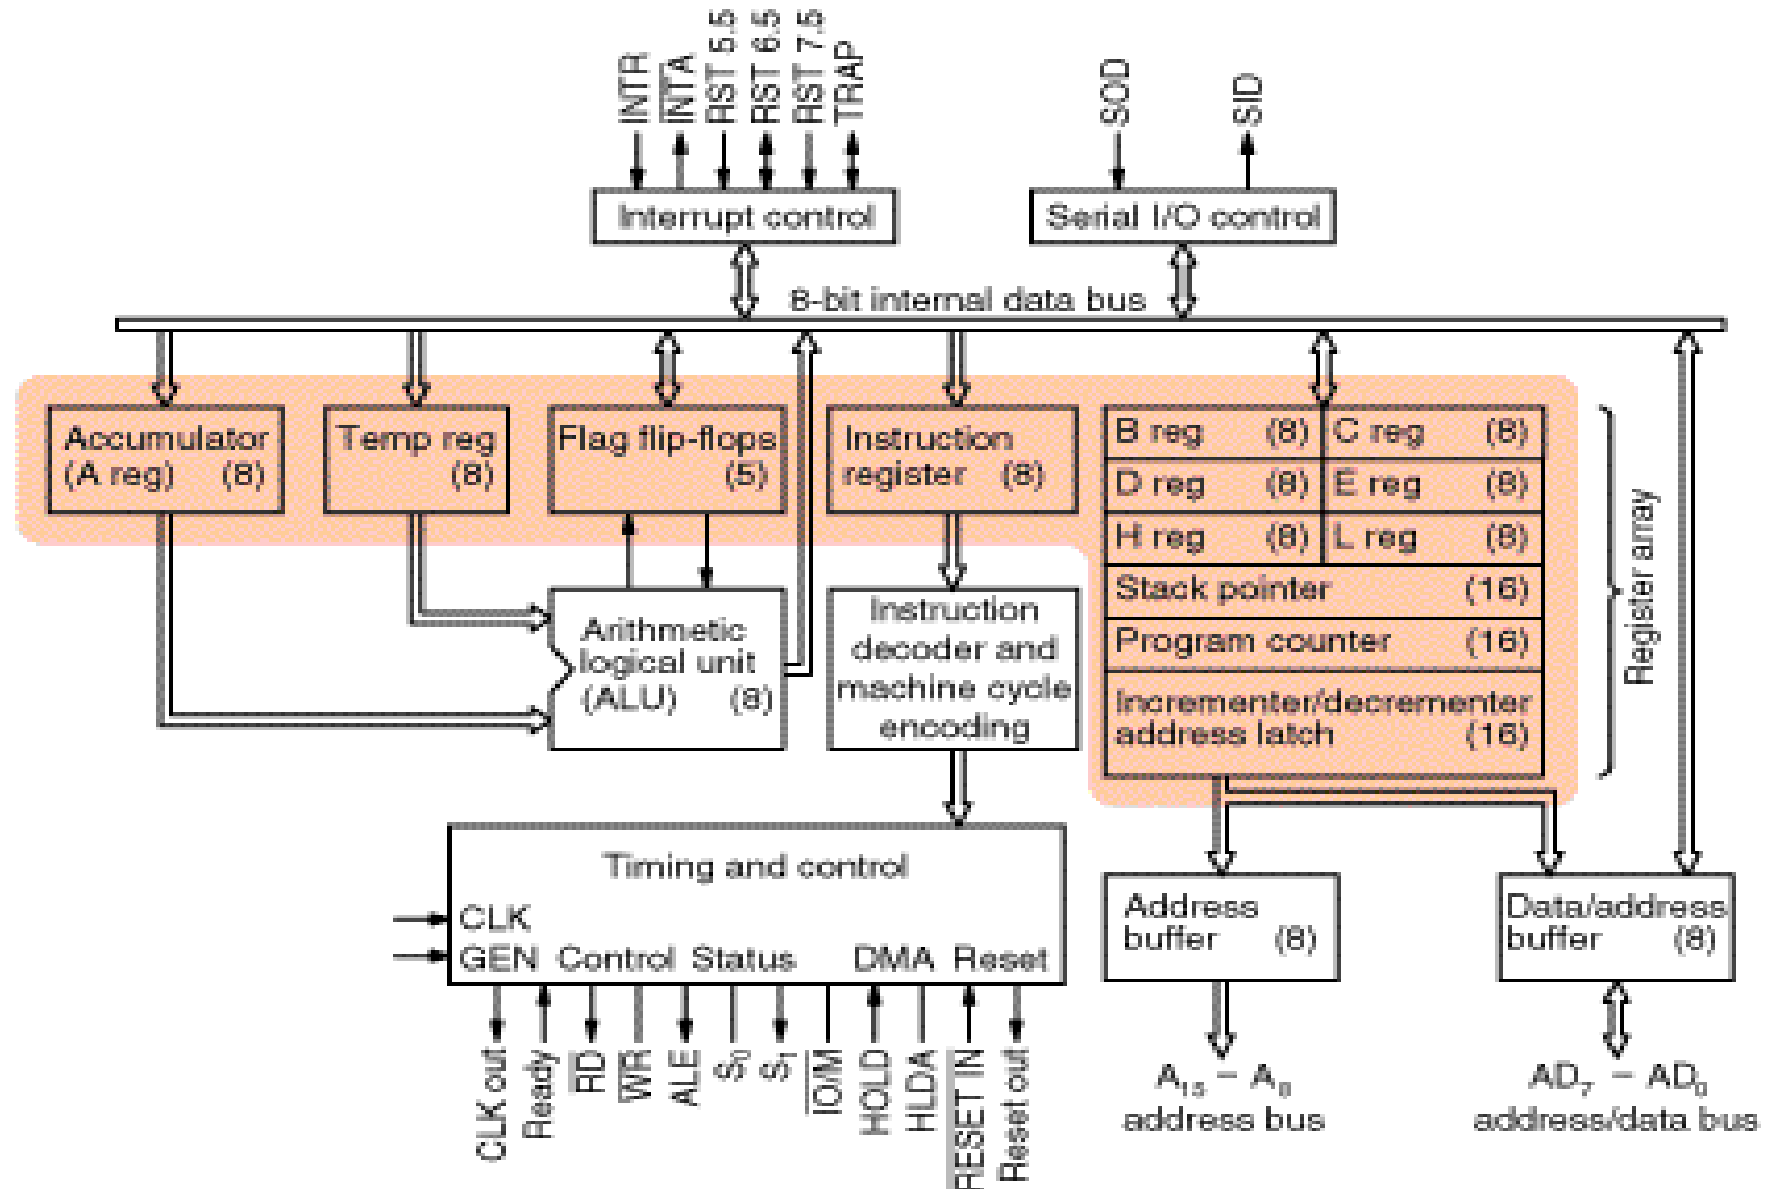 INTR
INTA
RST 5.5
RST 6.5
RST 7.5
TRAP
SOD
SID
Interrupt control
Serial I/O control
8-bit internal data bus
Accumulator
(A reg) (8)
Temp reg
(8)
Flag flip-flops
(5)
Instruction
register (8)
B reg (8) C reg (8)
D reg (8) E reg (8)
H reg (8) L reg (8)
Stack pointer (16)
Program counter (16)
Incrementer/decrementer
address latch (16)
Register array
Arithmetic
logical unit
(ALU) (8)
Instruction
decoder and
machine cycle
encoding
Timing and control
CLK
GEN Control Status DMA Reset
Address
buffer (8)
Data/address
buffer (8)
CLK out
Ready
RD
WR
ALE
S0
S1
IO/M
HOLD
HLDA
RESET IN
Reset out
A15 – A8
address bus
AD7 – AD0
address/data bus